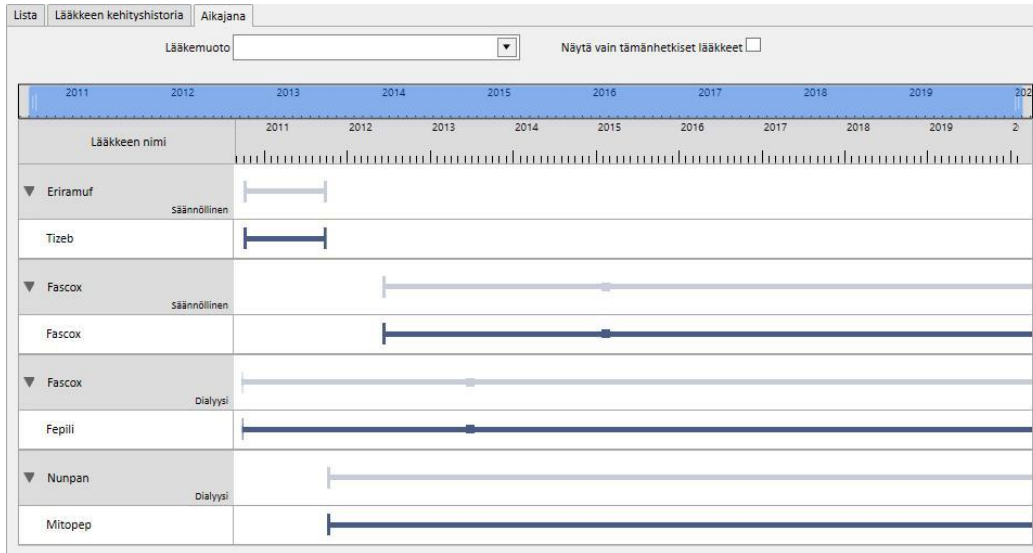 Lista Lääkkeen kehityshistoria Aikajana
Lääkemuoto Näytä vain tämänhetkiset lääkkeet
2011 2012 2013 2014 2015 2016 2017 2018 2019 202
Lääkkeen nimi
2011 2012 2013 2014 2015 2016 2017 2018 2019 2
Eriramuf
Säännöllinen
Tizeb
Fascox
Säännöllinen
Fascox
Fascox
Dialyysi
Fepili
Nunpan
Dialyysi
Mitopep